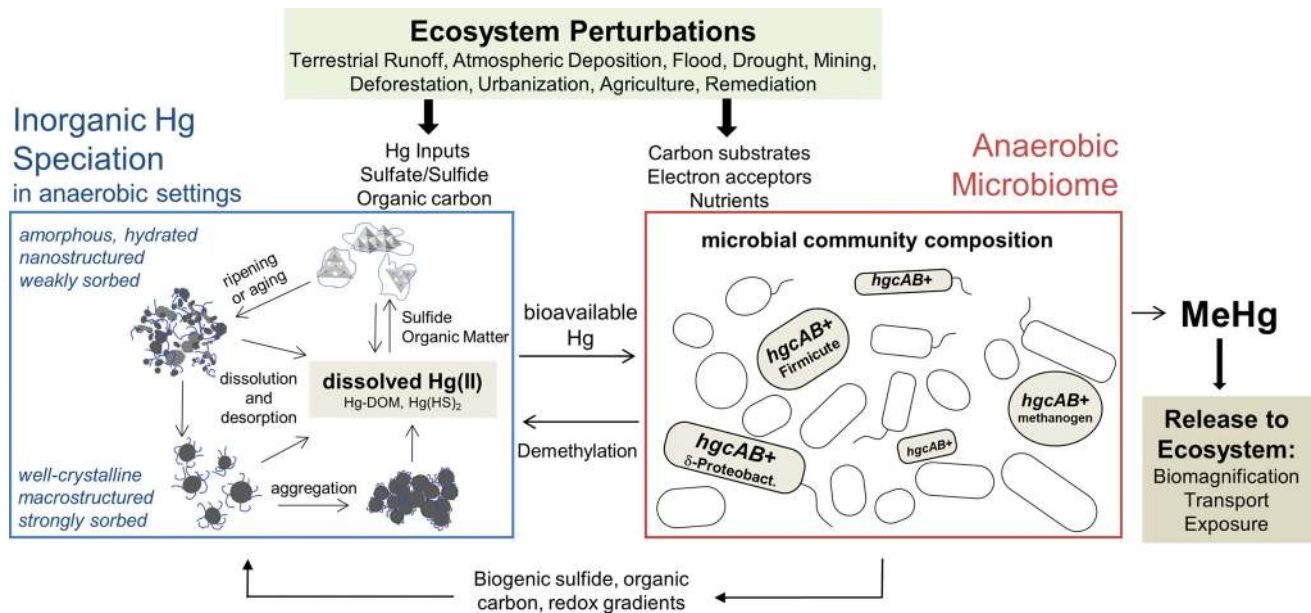 Ecosystem Perturbations
Terrestrial Runoff, Atmospheric Deposition, Flood, Drought, Mining,
Deforestation, Urbanization, Agriculture, Remediation
Inorganic Hg
Speciation
in anaerobic settings
Hg Inputs
Sulfate/Sulfide
Organic carbon
Carbon substrates
Electron acceptors
Nutrients
Anaerobic
Microbiome
amorphous, hydrated
nanostructured
weakly sorbed
ripening
or aging
Sulfide
Organic Matter
dissolution
and
desorption
dissolved Hg(II)
Hg-DOM, Hg(HS)₂
well-crystalline
macrostructured
strongly sorbed
aggregation
bioavailable
Hg
Demethylation
microbial community composition
hgcAB+
hgcAB+
Firmicute
hgcAB+
methanogen
hgcAB+
δ-Proteobact.
hgcAB+
MeHg
Release to
Ecosystem:
Biomagnification
Transport
Exposure
Biogenic sulfide, organic
carbon, redox gradients